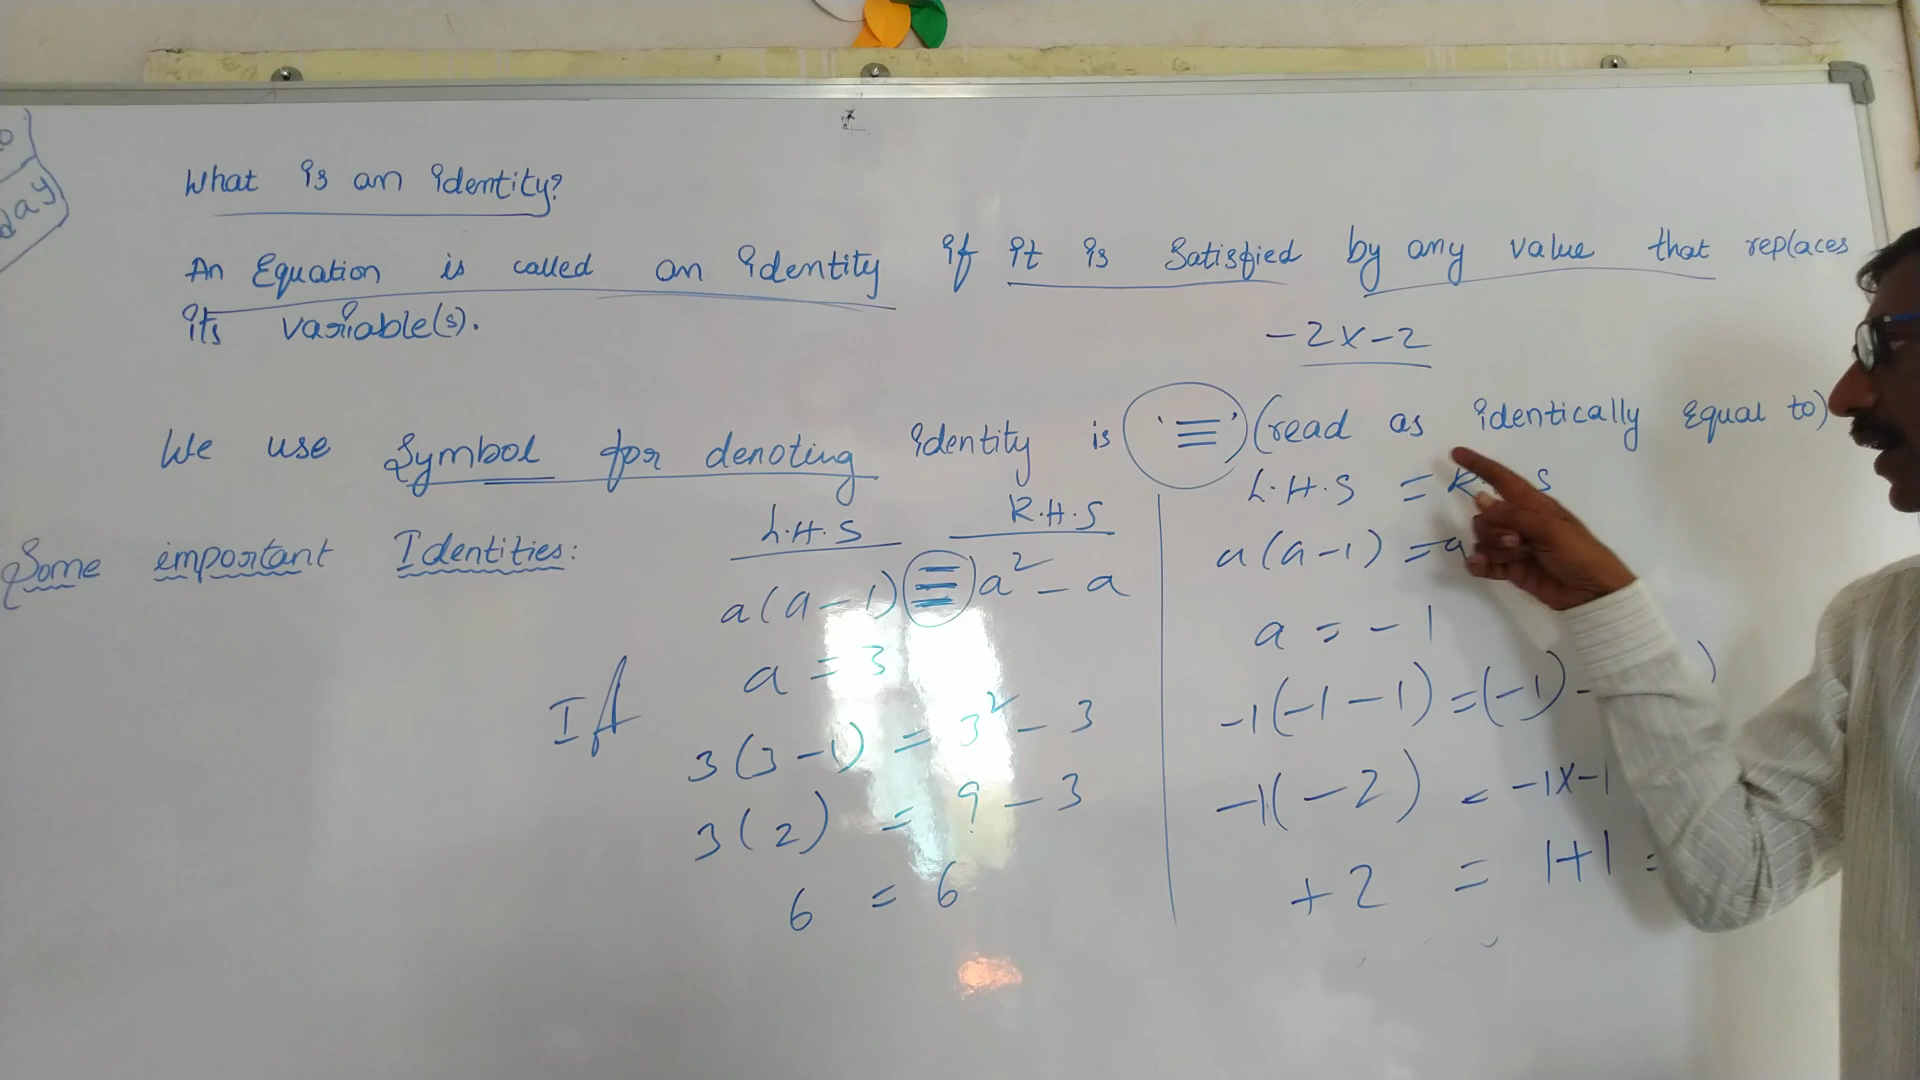 day
What is an identity?
An Equation is called an identity if it is satisfied by any value that replaces
its variable(s).
-2x-2
We use symbol for denoting identity is '≡' (read as identically equal to)
Some important Identities:
L.H.S R.H.S
a(a-1) ≡ a² - a
If a = 3
3(3-1) = 3² - 3
3(2) = 9 - 3
6 = 6
L.H.S = R S
a(a-1) = a
a = -1
-1(-1-1) = (-1) - )
-1(-2) = -1x-1
+2 = 1+1 =